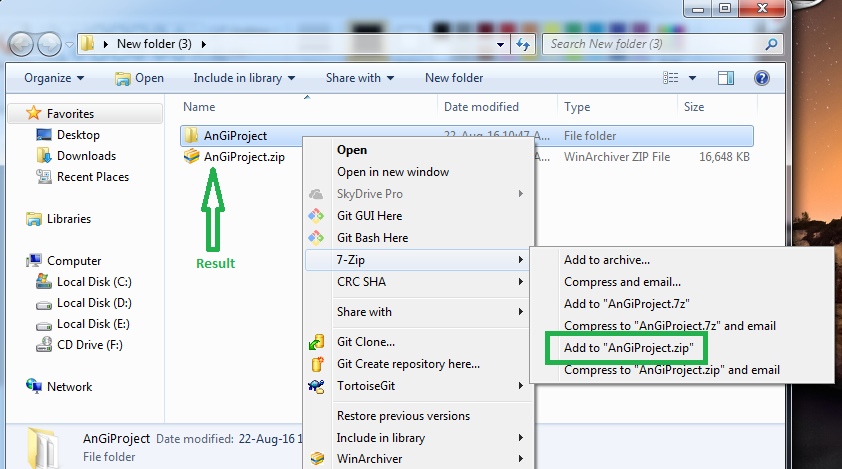 New folder (3)
Search New folder (3)
Organize
Open
Include in library
Share with
New folder
Name
Date modified
Type
Size
Favorites
Desktop
Downloads
Recent Places
Libraries
Computer
Local Disk (C:)
Local Disk (D:)
Local Disk (E:)
CD Drive (F:)
Network
AnGiProject
22-Aug-16 10:47 A...
File folder
AnGiProject.zip
WinArchiver ZIP File
16,648 KB
Result
Open
Open in new window
SkyDrive Pro
Git GUI Here
Git Bash Here
7-Zip
CRC SHA
Share with
Git Clone...
Git Create repository here...
TortoiseGit
Restore previous versions
Include in library
WinArchiver
Add to archive...
Compress and email...
Add to "AnGiProject.7z"
Compress to "AnGiProject.7z" and email
Add to "AnGiProject.zip"
Compress to "AnGiProject.zip" and email
AnGiProject Date modified: 22-Aug-16 1
File folder